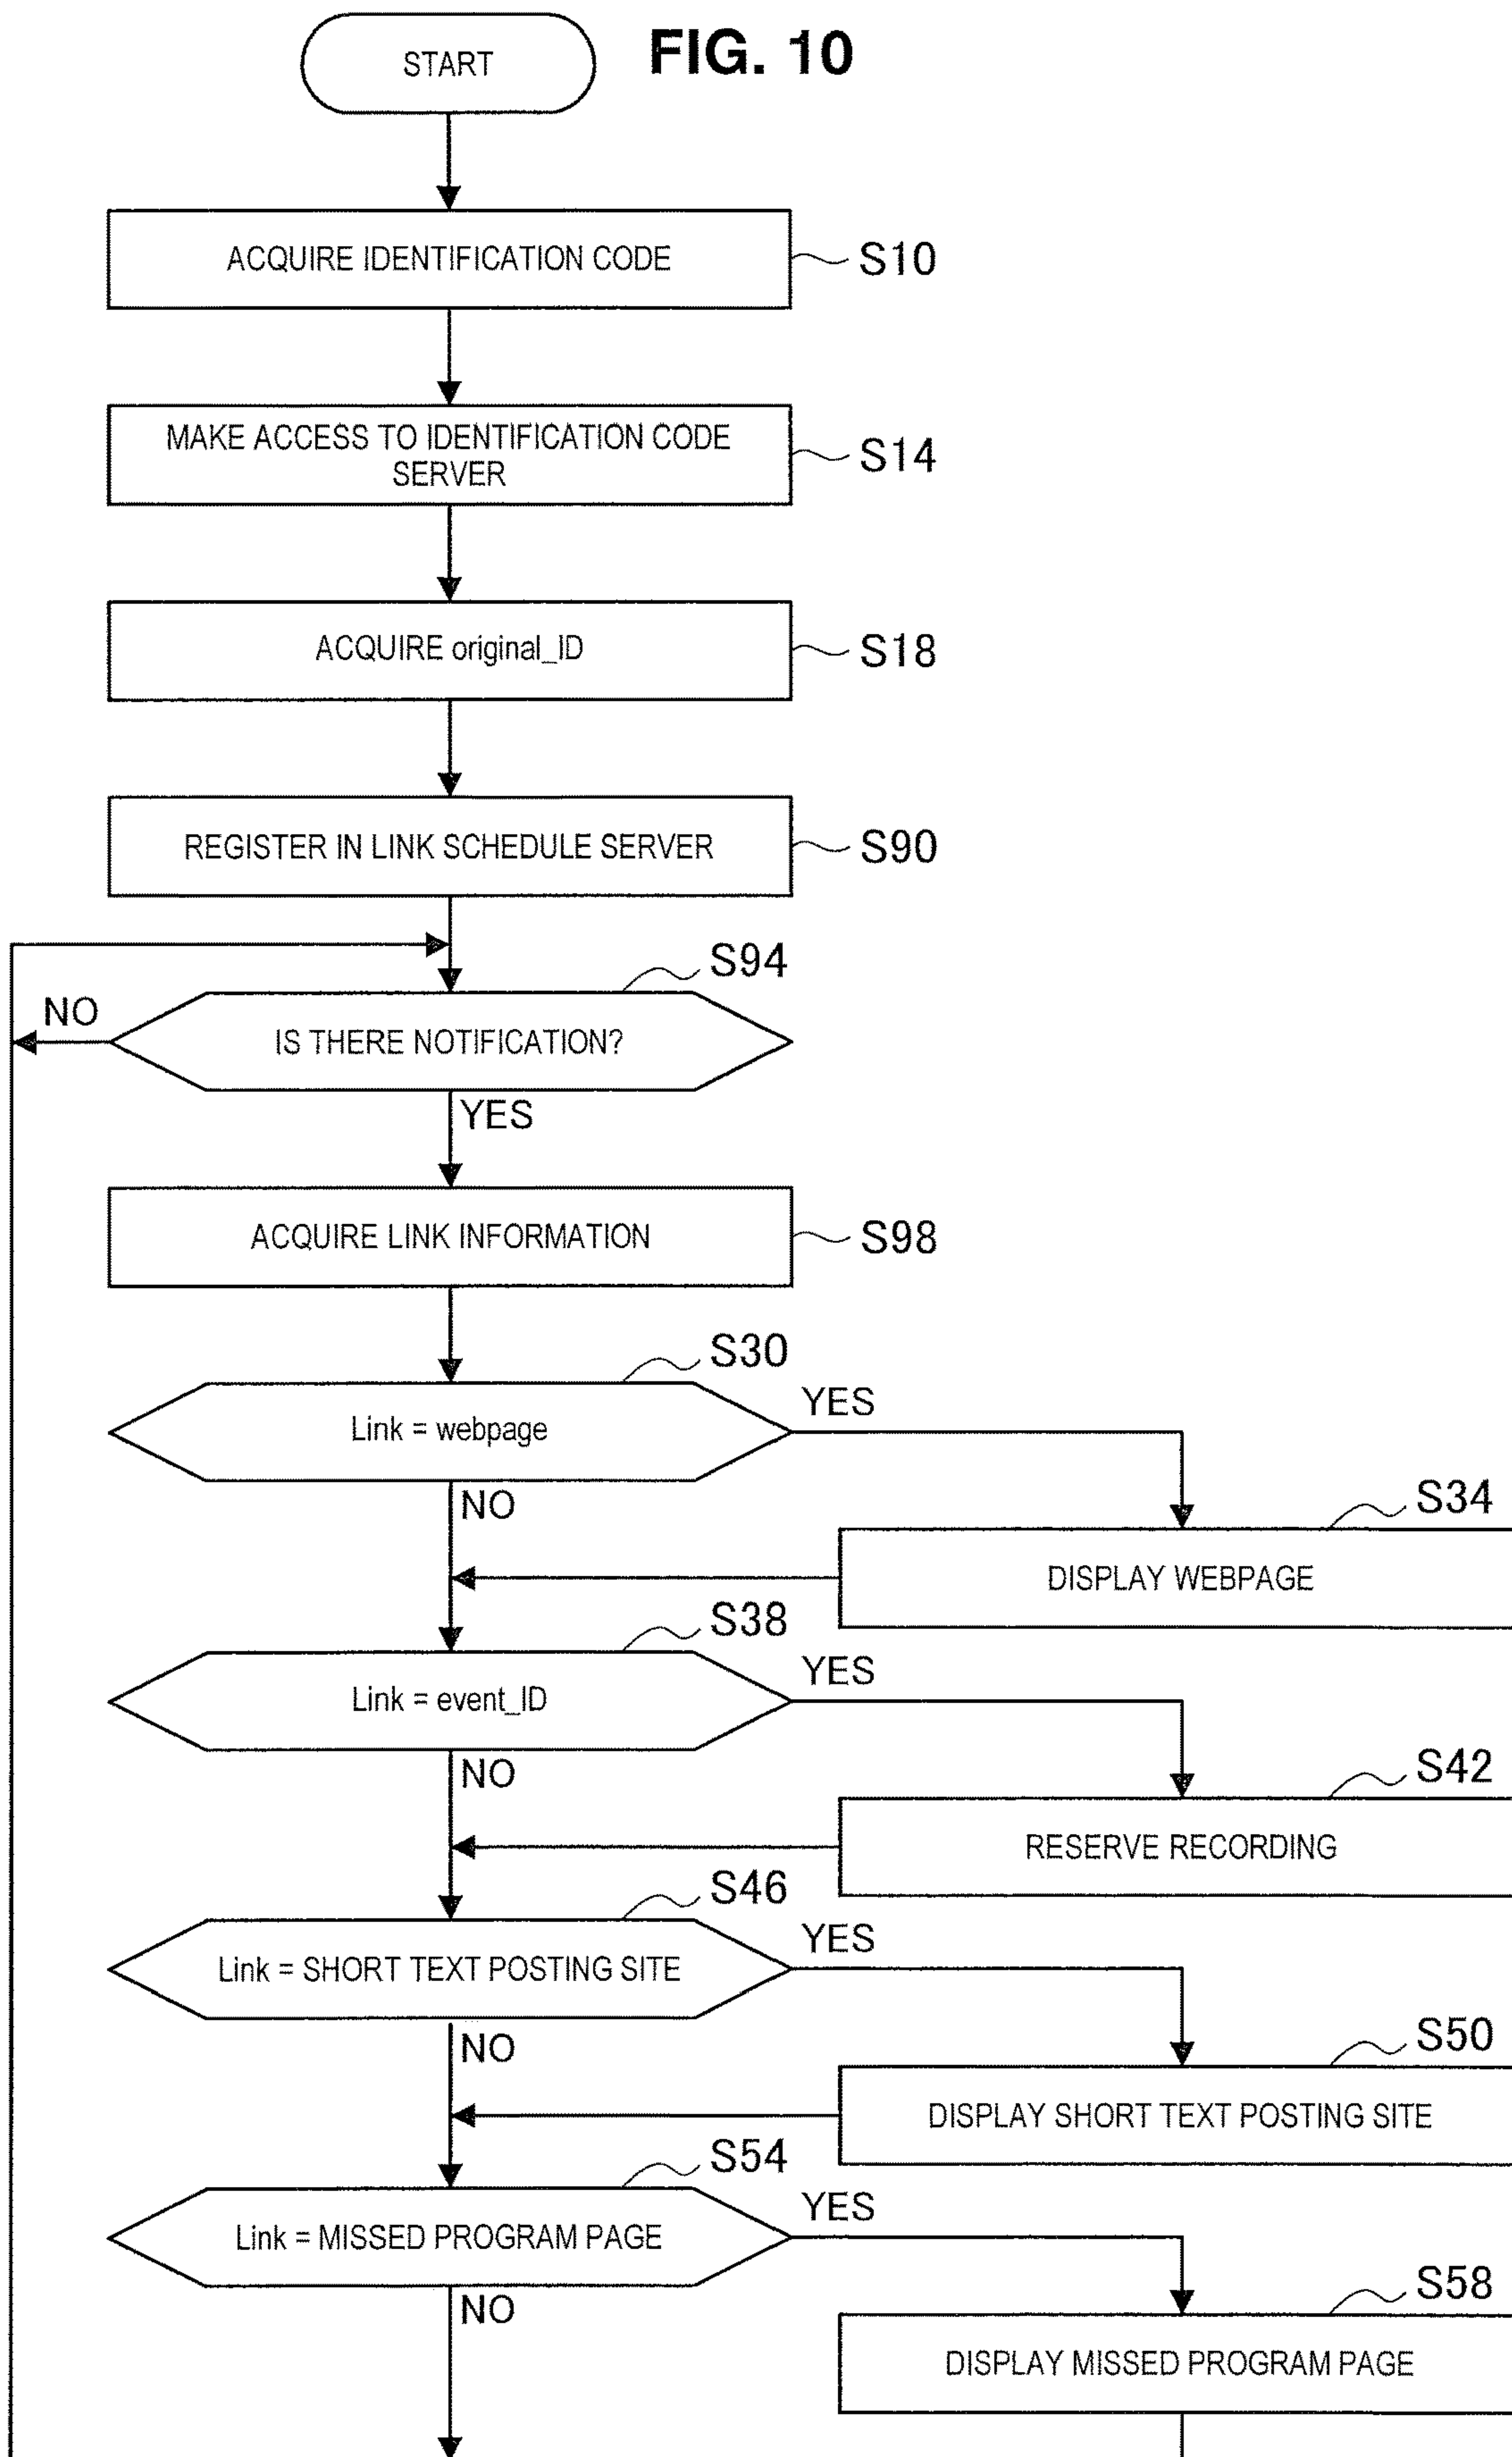 START
FIG. 10
ACQUIRE IDENTIFICATION CODE
S10
MAKE ACCESS TO IDENTIFICATION CODE
SERVER
S14
ACQUIRE original_ID
S18
REGISTER IN LINK SCHEDULE SERVER
S90
S94
NO
IS THERE NOTIFICATION?
YES
ACQUIRE LINK INFORMATION
S98
S30
Link = webpage
YES
NO
S34
DISPLAY WEBPAGE
S38
Link = event_ID
YES
NO
S42
RESERVE RECORDING
S46
Link = SHORT TEXT POSTING SITE
YES
NO
S50
DISPLAY SHORT TEXT POSTING SITE
S54
Link = MISSED PROGRAM PAGE
YES
NO
S58
DISPLAY MISSED PROGRAM PAGE